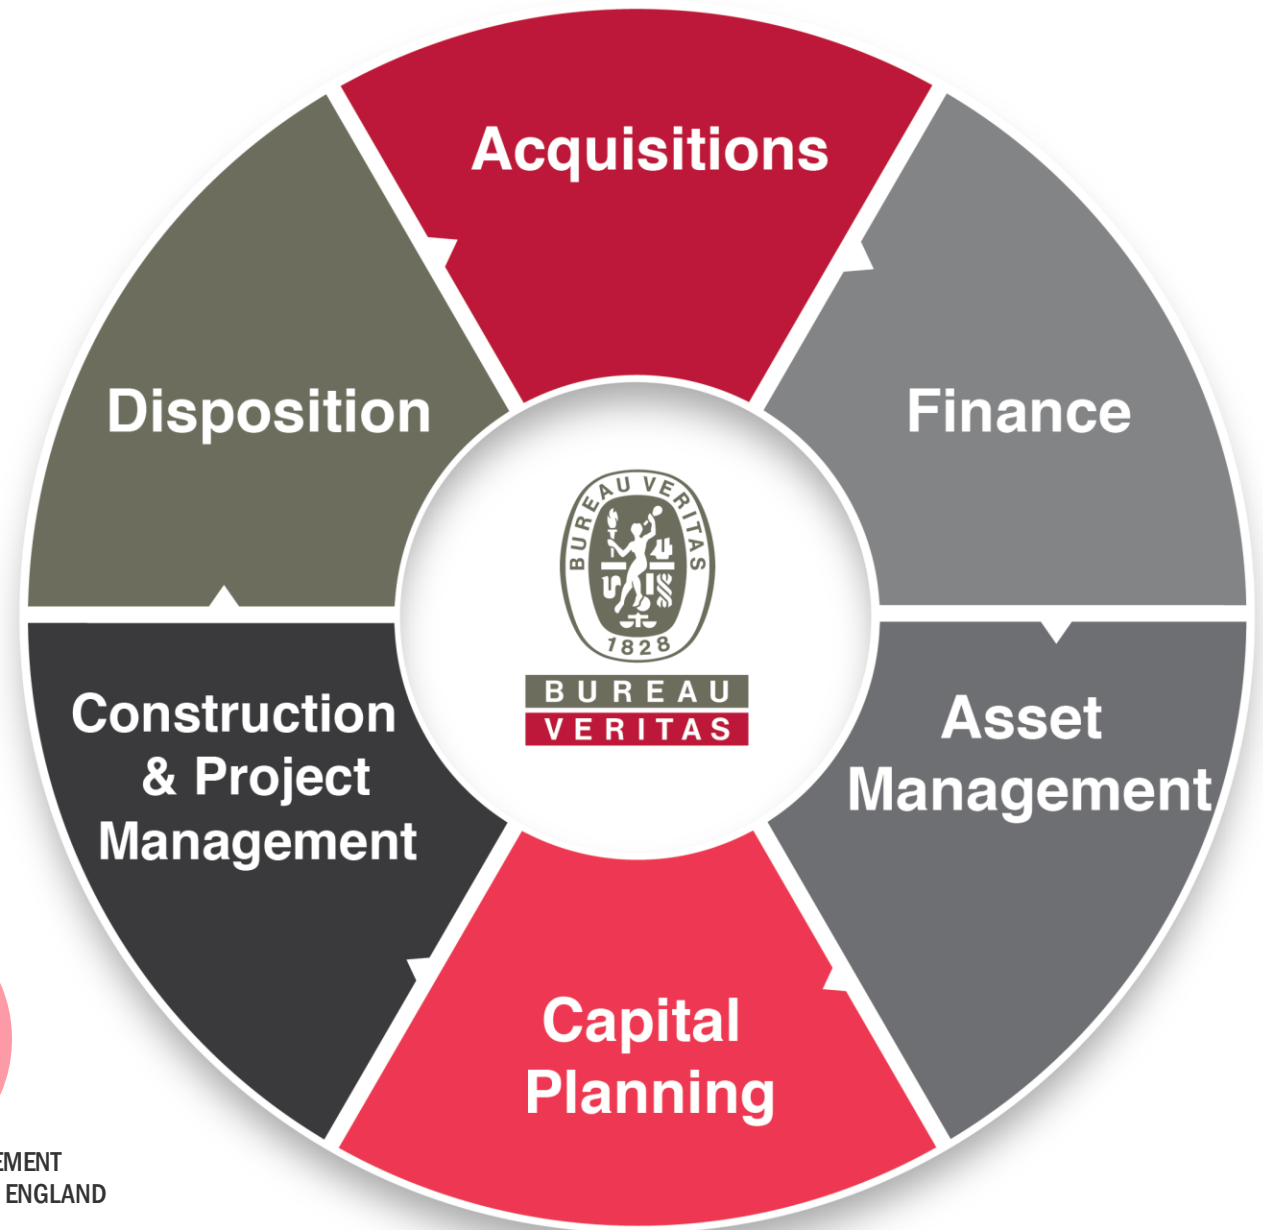 Acquisitions
Finance
Asset
Management
Capital
Planning
Construction
& Project
Management
Disposition
BUREAU VERITAS
1828
BUREAU
VERITAS
EMENT
ENGLAND